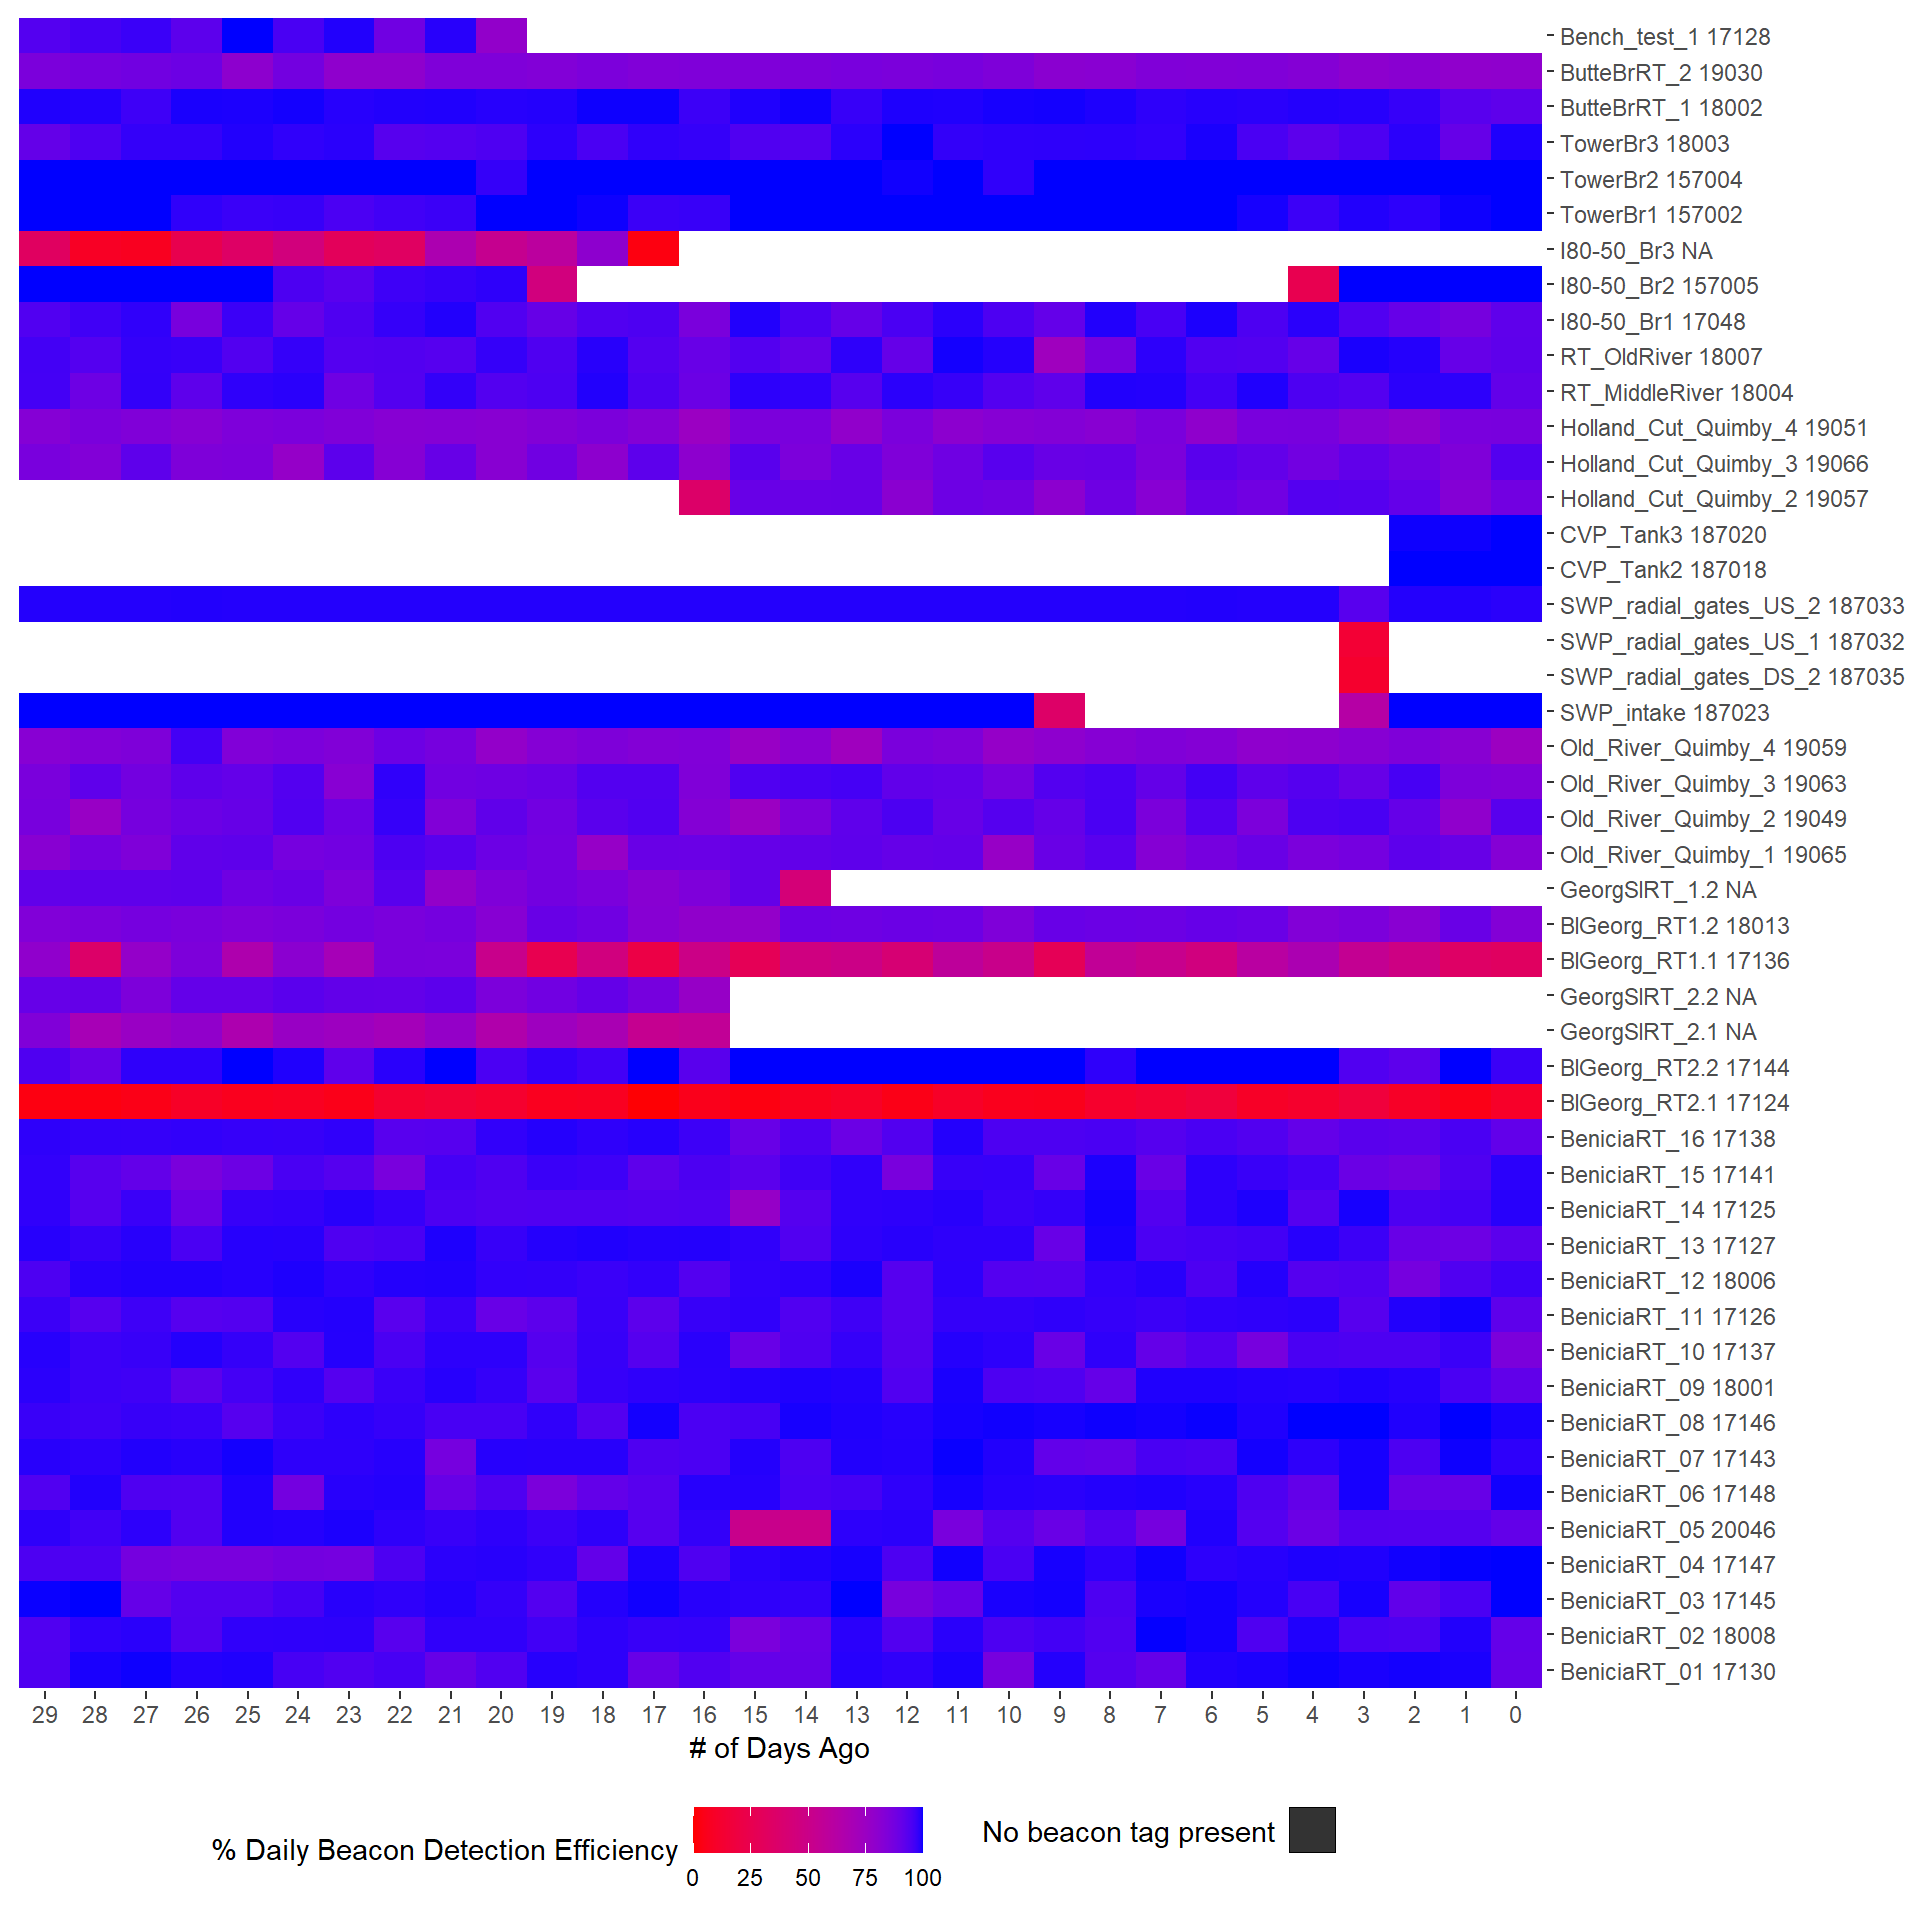 Bench_test_1 17128
ButteBrRT_2 19030
ButteBrRT_1 18002
TowerBr3 18003
TowerBr2 157004
TowerBr1 157002
I80-50_Br3 NA
I80-50_Br2 157005
I80-50_Br1 17048
RT_OldRiver 18007
RT_MiddleRiver 18004
Holland_Cut_Quimby_4 19051
Holland_Cut_Quimby_3 19066
Holland_Cut_Quimby_2 19057
CVP_Tank3 187020
CVP_Tank2 187018
SWP_radial_gates_US_2 187033
SWP_radial_gates_US_1 187032
SWP_radial_gates_DS_2 187035
SWP_intake 187023
Old_River_Quimby_4 19059
Old_River_Quimby_3 19063
Old_River_Quimby_2 19049
Old_River_Quimby_1 19065
GeorgSlRT_1.2 NA
BlGeorg_RT1.2 18013
BlGeorg_RT1.1 17136
GeorgSlRT_2.2 NA
GeorgSlRT_2.1 NA
BlGeorg_RT2.2 17144
BlGeorg_RT2.1 17124
BeniciaRT_16 17138
BeniciaRT_15 17141
BeniciaRT_14 17125
BeniciaRT_13 17127
BeniciaRT_12 18006
BeniciaRT_11 17126
BeniciaRT_10 17137
BeniciaRT_09 18001
BeniciaRT_08 17146
BeniciaRT_07 17143
BeniciaRT_06 17148
BeniciaRT_05 20046
BeniciaRT_04 17147
BeniciaRT_03 17145
BeniciaRT_02 18008
BeniciaRT_01 17130
29 28 27 26 25 24 23 22 21 20 19 18 17 16 15 14 13 12 11 10 9 8 7 6 5 4 3 2 1 0
# of Days Ago
% Daily Beacon Detection Efficiency
0 25 50 75 100
No beacon tag present